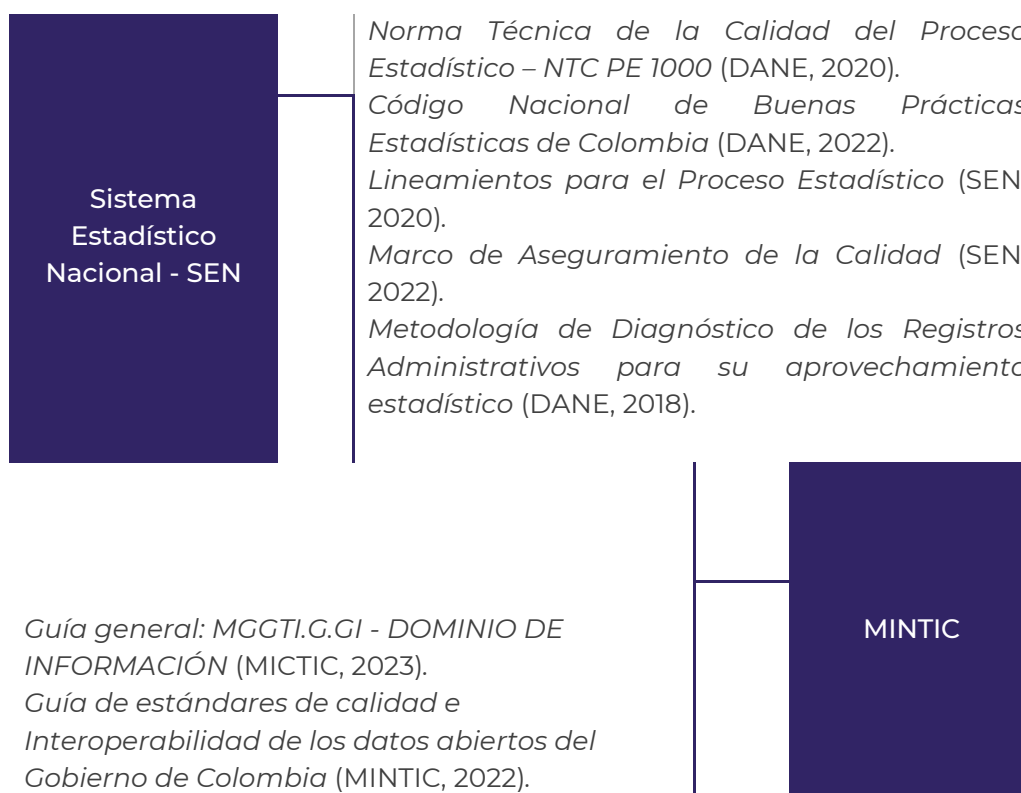 Sistema
Estadístico
Nacional - SEN
Norma Técnica de la Calidad del Proceso
Estadístico – NTC PE 1000 (DANE, 2020).
Código Nacional de Buenas Prácticas
Estadísticas de Colombia (DANE, 2022).
Lineamientos para el Proceso Estadístico (SEN
2020).
Marco de Aseguramiento de la Calidad (SEN
2022).
Metodología de Diagnóstico de los Registros
Administrativos para su aprovechamiento
estadístico (DANE, 2018).
MINTIC
Guía general: MGGTI.G.GI - DOMINIO DE
INFORMACIÓN (MICTIC, 2023).
Guía de estándares de calidad e
Interoperabilidad de los datos abiertos del
Gobierno de Colombia (MINTIC, 2022).